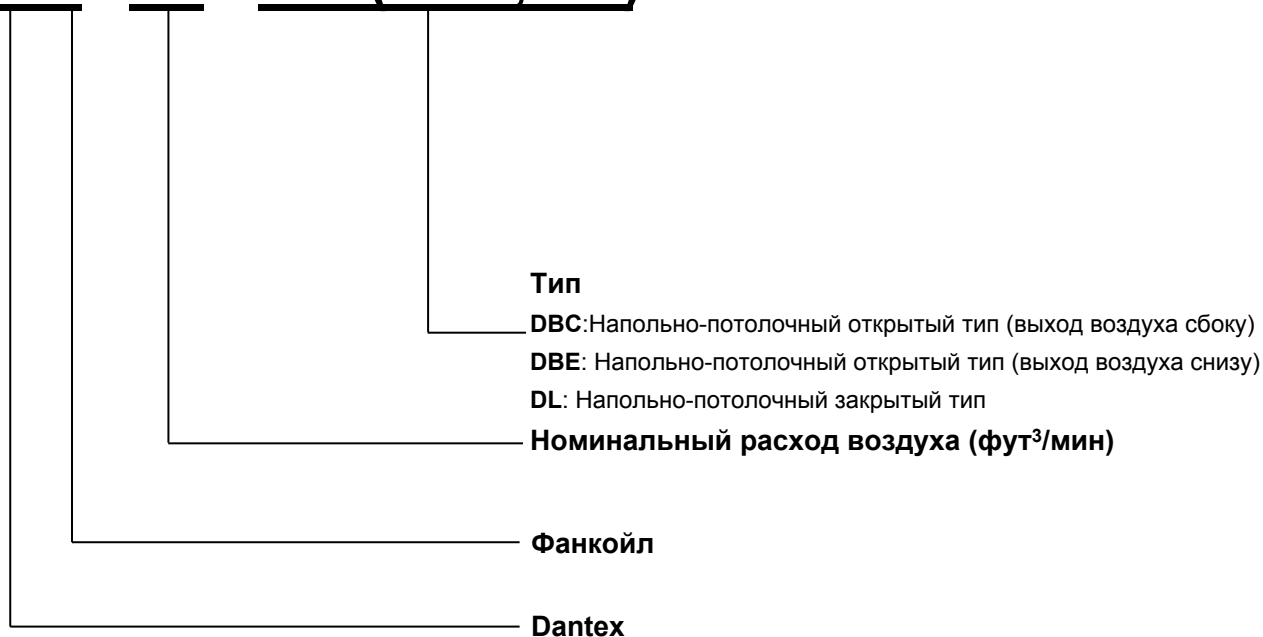 Тип
DBC:Напольно-потолочный открытый тип (выход воздуха сбоку)
DBE: Напольно-потолочный открытый тип (выход воздуха снизу)
DL: Напольно-потолочный закрытый тип
Номинальный расход воздуха (фут³/мин)
Фанкойл
Dantex